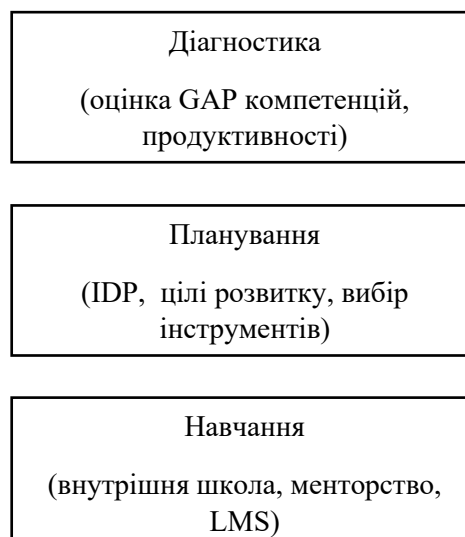 Діагностика
(оцінка GAP компетенцій,
продуктивності)
Планування
(IDP, цілі розвитку, вибір
інструментів)
Навчання
(внутрішня школа, менторство,
LMS)